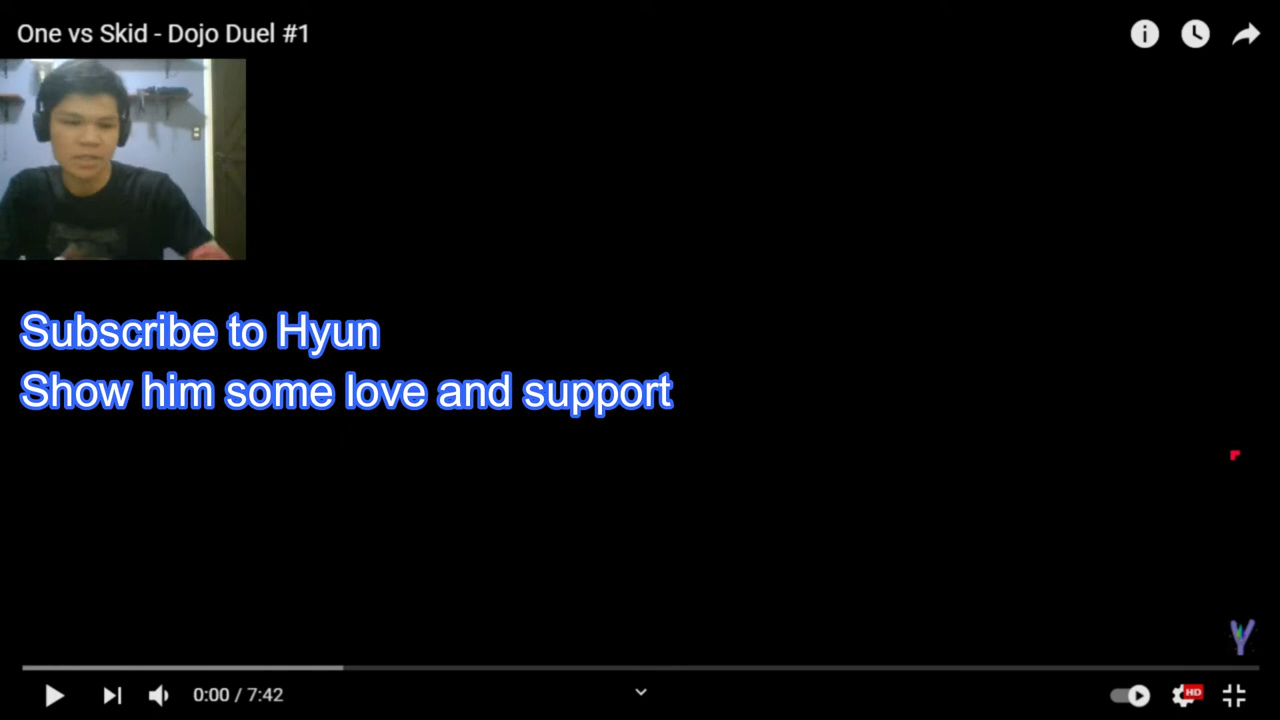 One vs Skid - Dojo Duel #1
Subscribe to Hyun
Show him some love and support
0:00 / 7:42
HD